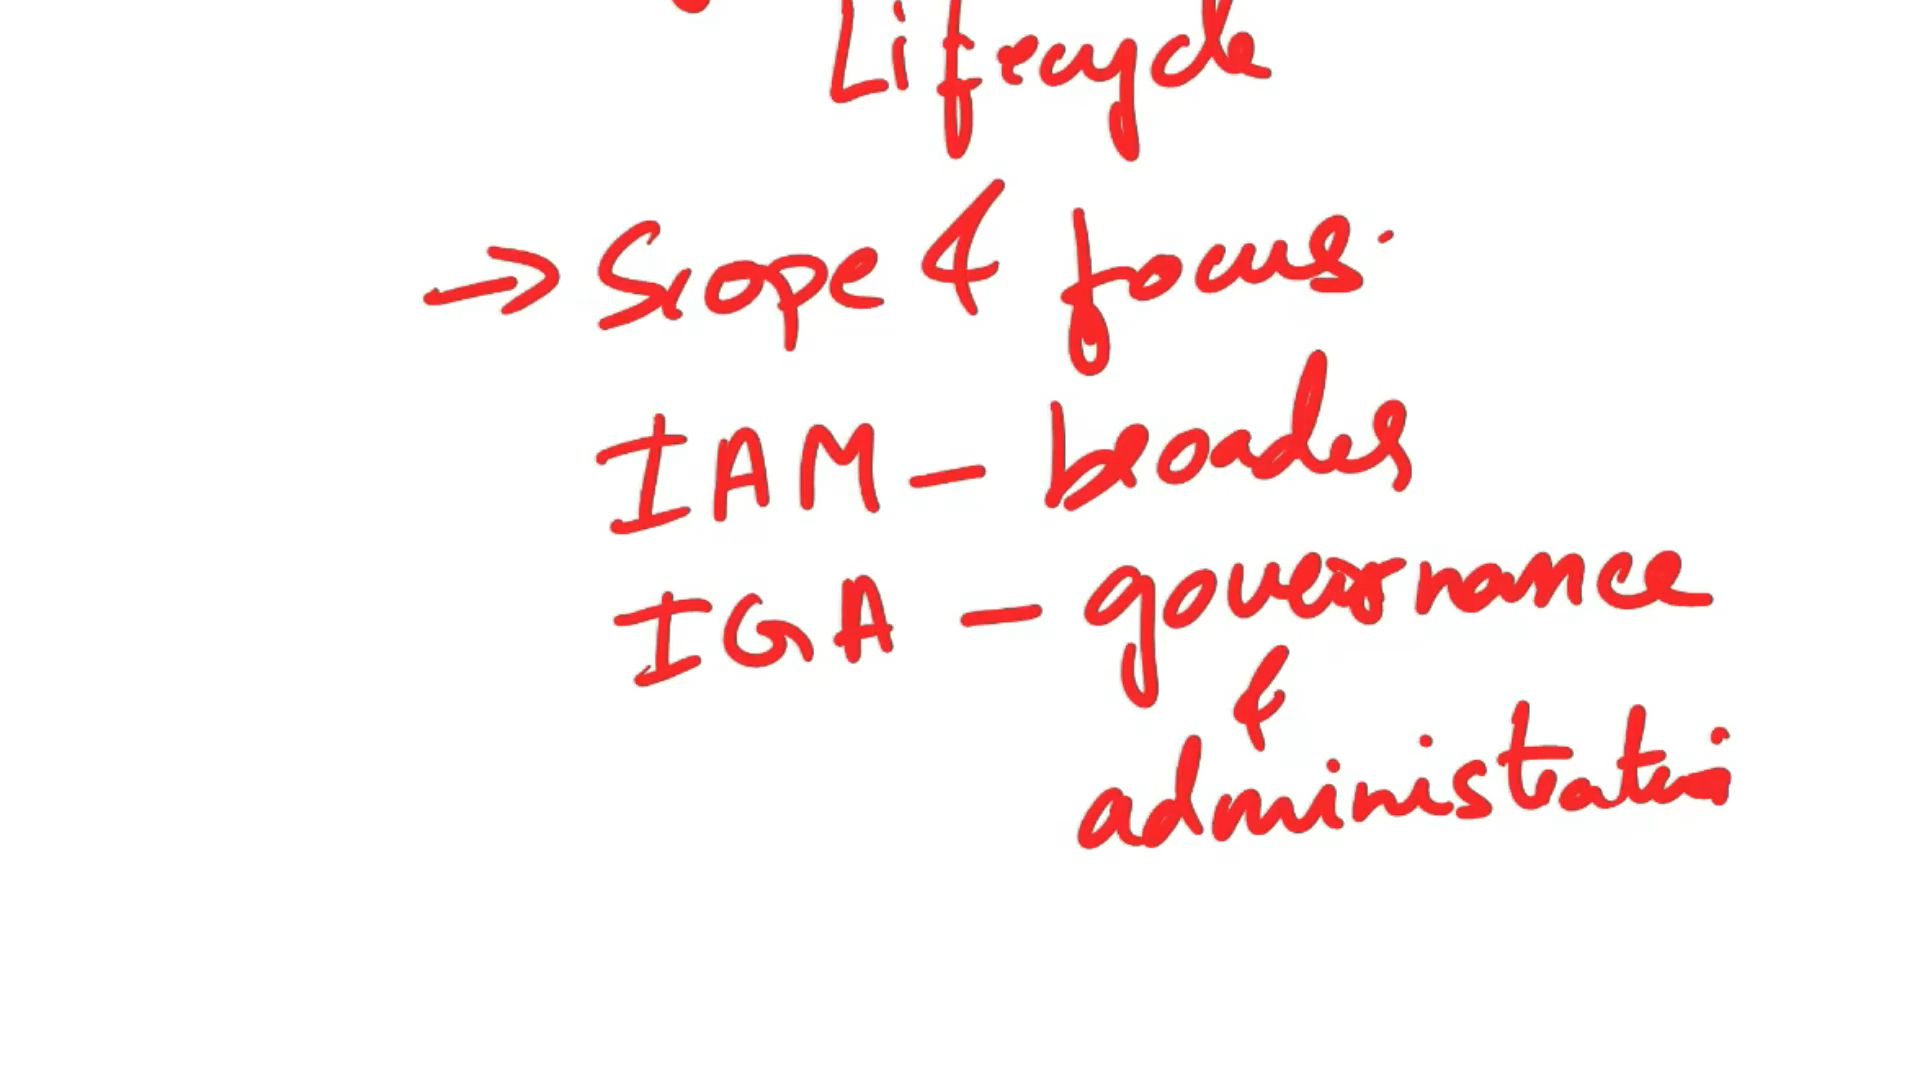 Lifecycle
→ Scope & focus.
IAM - broader
IGA - governance
&
administration